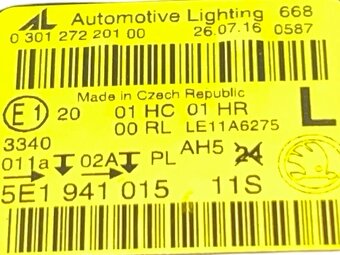 AL Automotive Lighting 668
0 301 272 201 00 26.07.16 0587
Made in Czech Republic
E1 20 01 HC 01 HR L
00 RL LE11A6275
3340
011a 02A PL AH5 24
5E1 941 015 11S